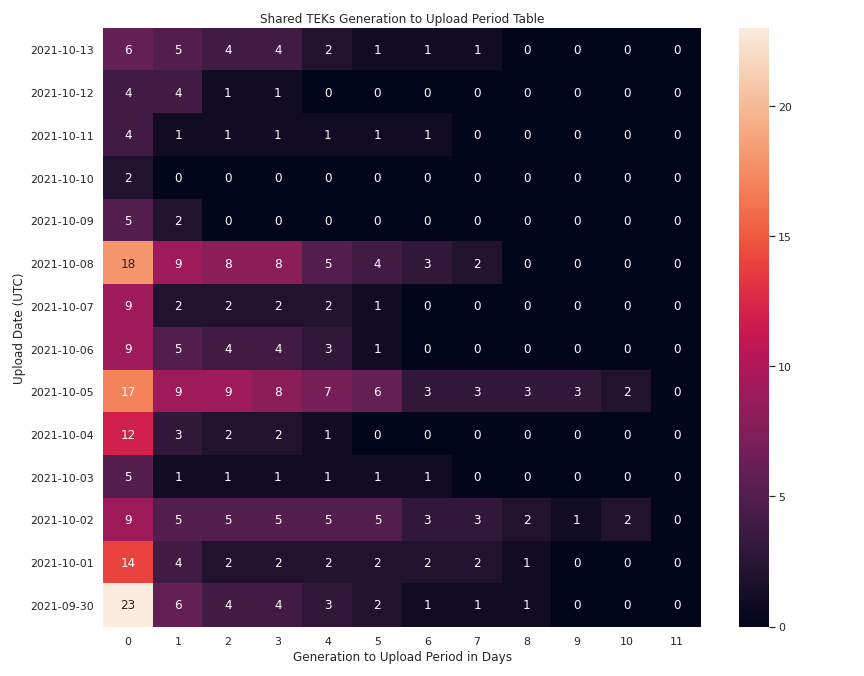 Shared TEKs Generation to Upload Period Table
2021-10-13 6 5 4 4 2 1 1 1 0 0 0 0
2021-10-12 4 4 1 1 0 0 0 0 0 0 0 0
2021-10-11 4 1 1 1 1 1 1 0 0 0 0 0
2021-10-10 2 0 0 0 0 0 0 0 0 0 0 0
2021-10-09 5 2 0 0 0 0 0 0 0 0 0 0
2021-10-08 18 9 8 8 5 4 3 2 0 0 0 0
2021-10-07 9 2 2 2 2 1 0 0 0 0 0 0
2021-10-06 9 5 4 4 3 1 0 0 0 0 0 0
2021-10-05 17 9 9 8 7 6 3 3 3 3 2 0
2021-10-04 12 3 2 2 1 0 0 0 0 0 0 0
2021-10-03 5 1 1 1 1 1 1 0 0 0 0 0
2021-10-02 9 5 5 5 5 5 3 3 2 1 2 0
2021-10-01 14 4 2 2 2 2 2 2 1 0 0 0
2021-09-30 23 6 4 4 3 2 1 1 1 0 0 0
0 1 2 3 4 5 6 7 8 9 10 11
Generation to Upload Period in Days
Upload Date (UTC)
20
15
10
5
0